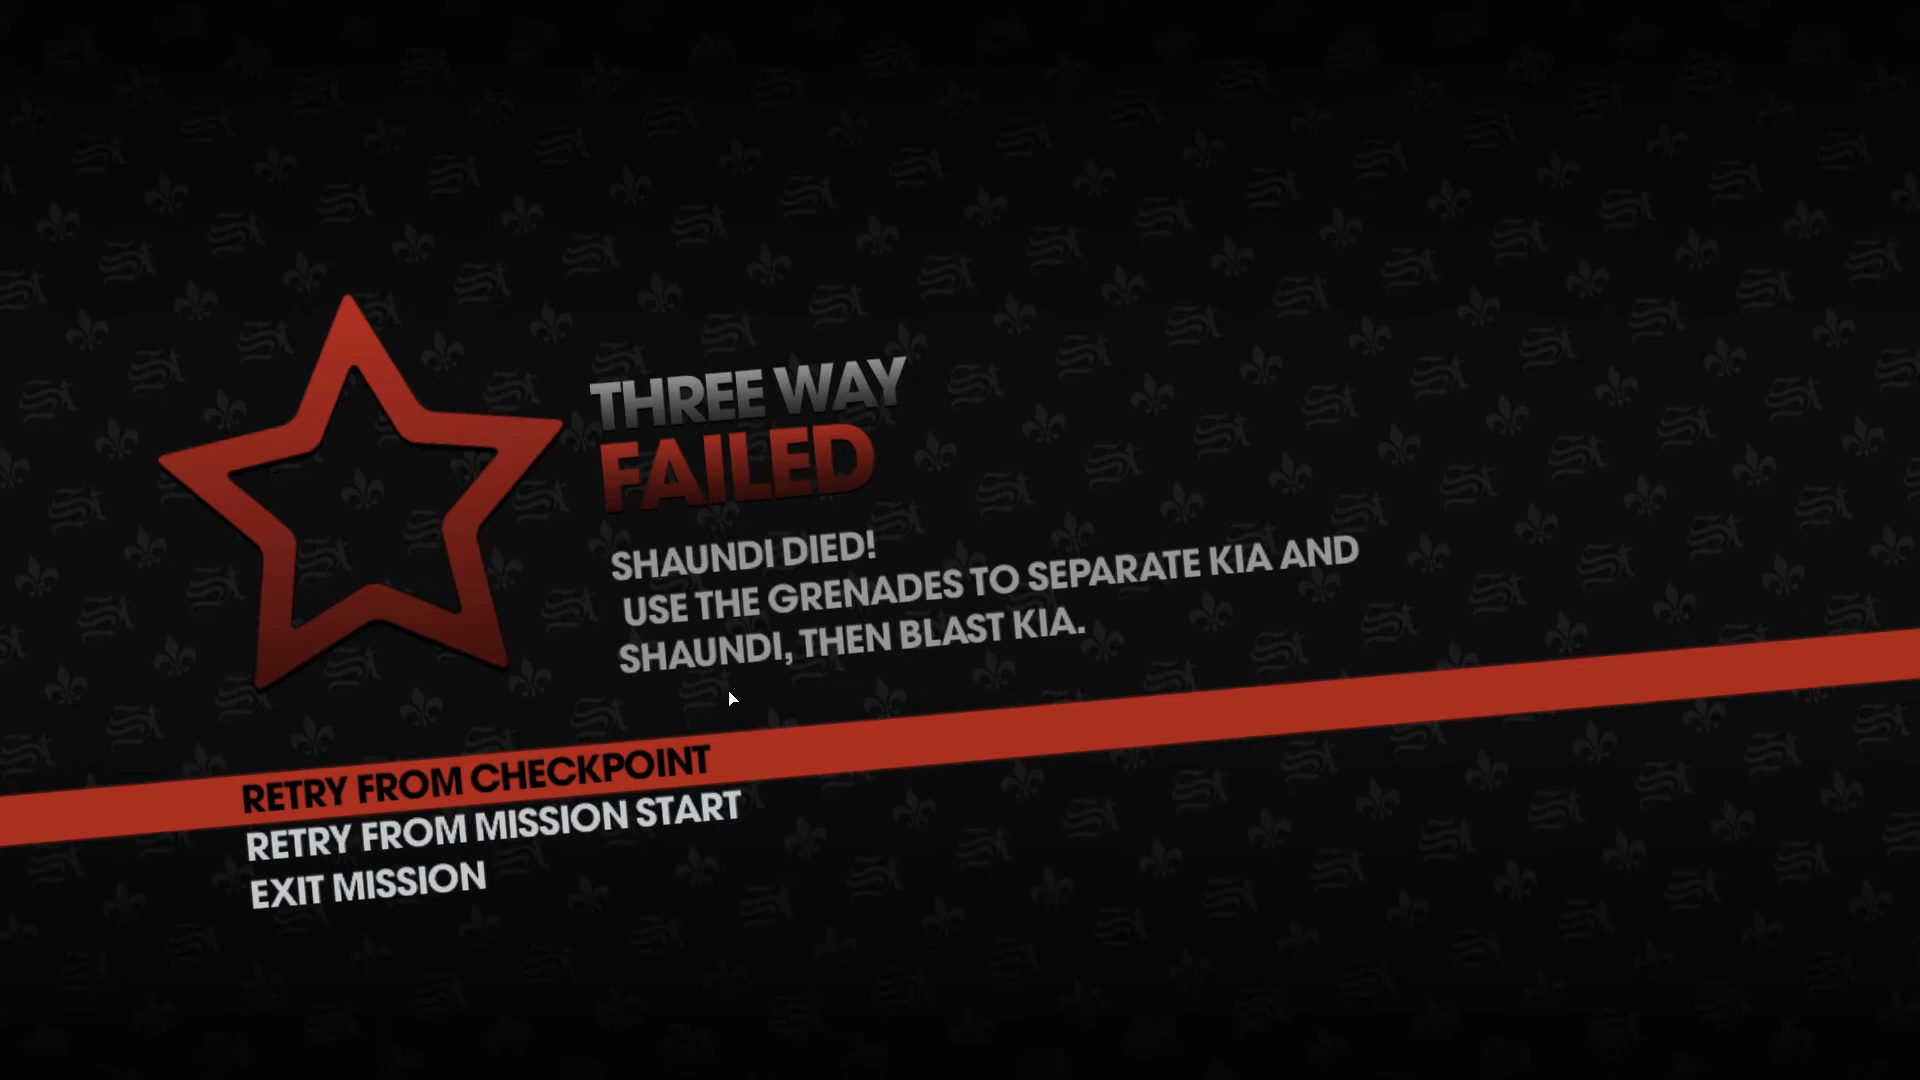 THREE WAY
FAILED
SHAUNDI DIED!
USE THE GRENADES TO SEPARATE KIA AND
SHAUNDI, THEN BLAST KIA.
RETRY FROM CHECKPOINT
RETRY FROM MISSION START
EXIT MISSION